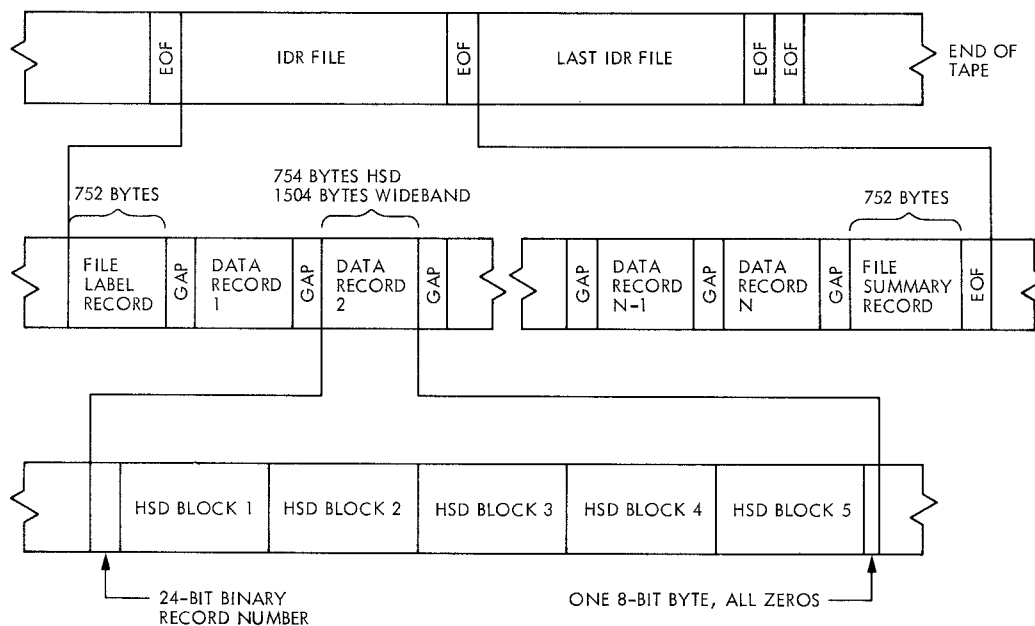 EOF
IDR FILE
EOF
LAST IDR FILE
EOF
EOF
END OF
TAPE
752 BYTES
754 BYTES HSD
1504 BYTES WIDEBAND
752 BYTES
FILE
LABEL
RECORD
GAP
DATA
RECORD
1
GAP
DATA
RECORD
2
GAP
GAP
DATA
RECORD
N-1
GAP
DATA
RECORD
N
GAP
FILE
SUMMARY
RECORD
EOF
HSD BLOCK 1
HSD BLOCK 2
HSD BLOCK 3
HSD BLOCK 4
HSD BLOCK 5
24-BIT BINARY
RECORD NUMBER
ONE 8-BIT BYTE, ALL ZEROS